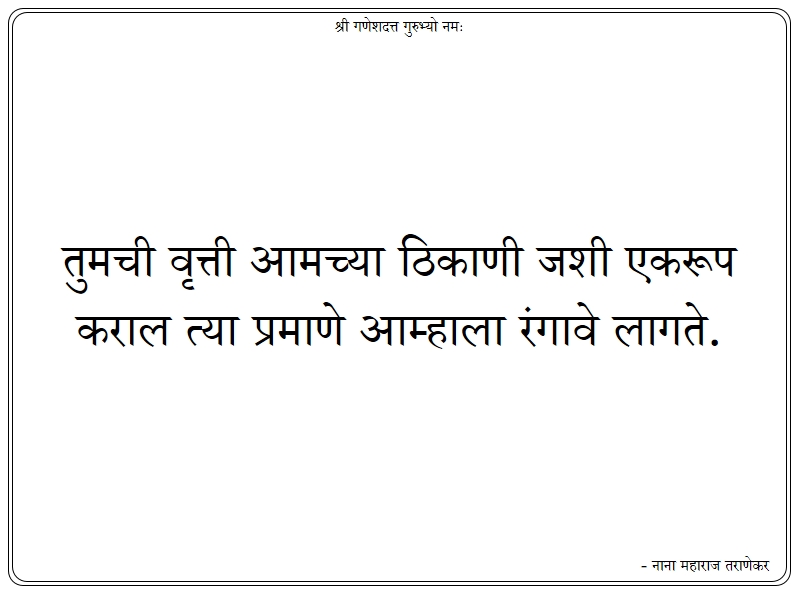 श्री गणेशदत्त गुरुभ्यो नमः
तुमची वृत्ती आमच्या ठिकाणी जशी एकरूप
कराल त्या प्रमाणे आम्हाला रंगावे लागते.
- नाना महाराज तराणेकर